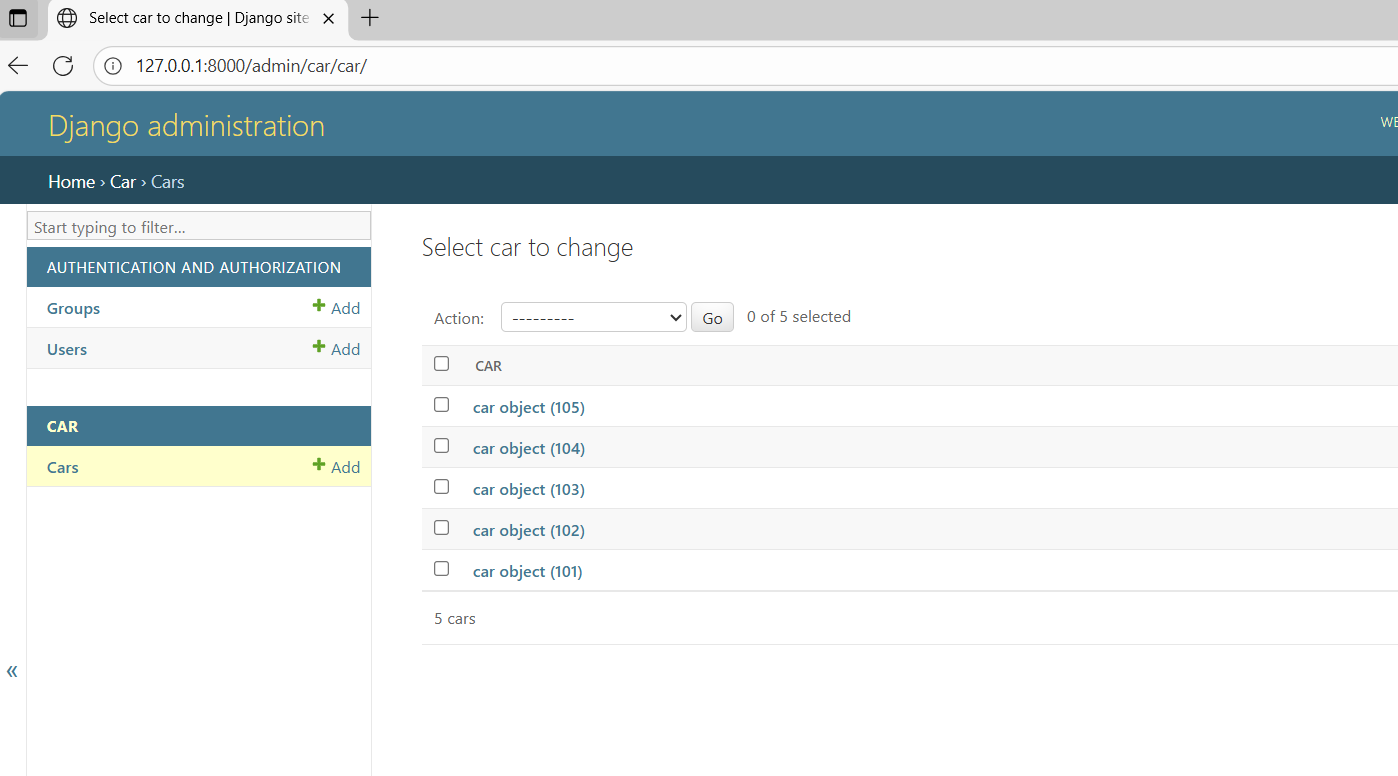 Select car to change | Django site
127.0.0.1:8000/admin/car/car/
Django administration
WE
Home › Car › Cars
Start typing to filter...
AUTHENTICATION AND AUTHORIZATION
Groups + Add
Users + Add
CAR
Cars + Add
«
Select car to change
Action: --------- Go 0 of 5 selected
CAR
car object (105)
car object (104)
car object (103)
car object (102)
car object (101)
5 cars